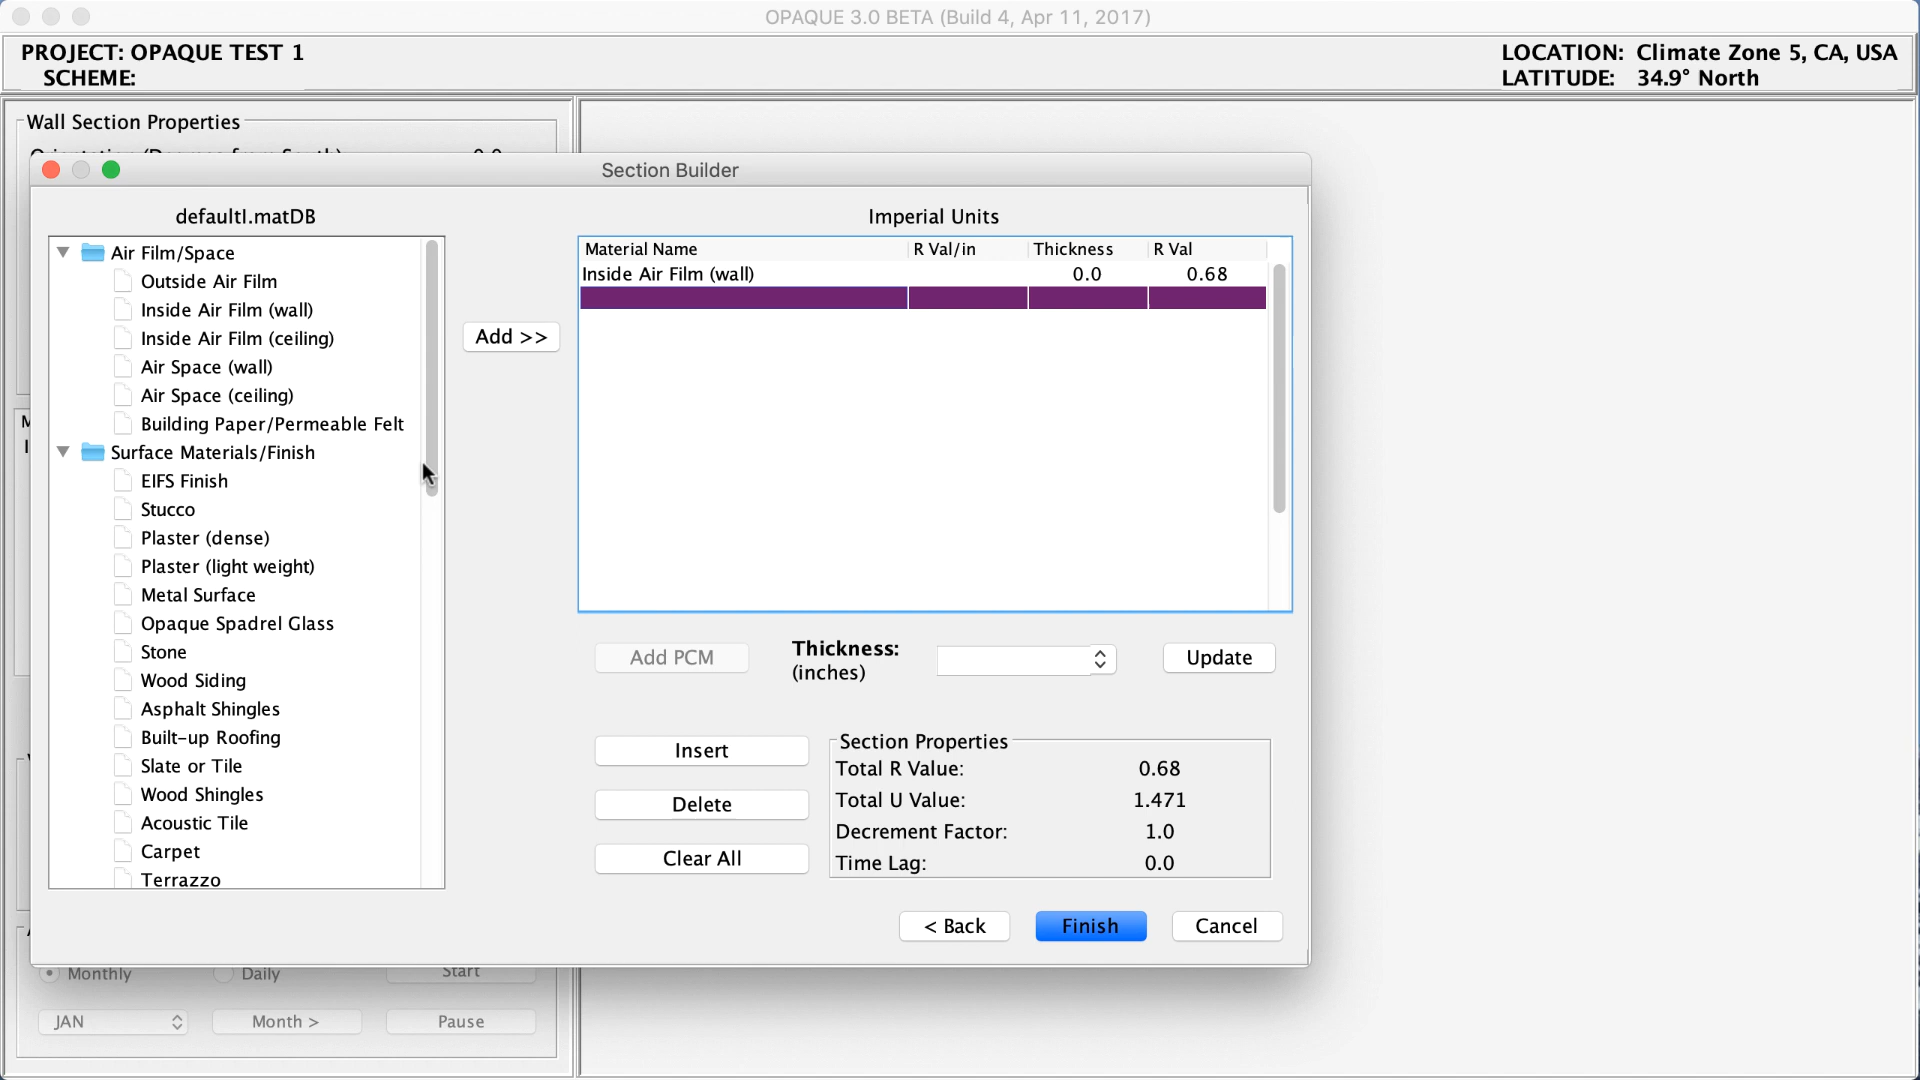 OPAQUE 3.0 BETA (Build 4, Apr 11, 2017)
PROJECT: OPAQUE TEST 1
SCHEME:
LOCATION: Climate Zone 5, CA, USA
LATITUDE: 34.9° North
Wall Section Properties
Section Builder
defaultI.matDB
Air Film/Space
Outside Air Film
Inside Air Film (wall)
Inside Air Film (ceiling)
Air Space (wall)
Air Space (ceiling)
Building Paper/Permeable Felt
Surface Materials/Finish
EIFS Finish
Stucco
Plaster (dense)
Plaster (light weight)
Metal Surface
Opaque Spadrel Glass
Stone
Wood Siding
Asphalt Shingles
Built-up Roofing
Slate or Tile
Wood Shingles
Acoustic Tile
Carpet
Terrazzo
Add >>
Imperial Units
Material Name R Val/in Thickness R Val
Inside Air Film (wall) 0.0 0.68
Add PCM
Thickness:
(inches)
Update
Insert
Delete
Clear All
Section Properties
Total R Value: 0.68
Total U Value: 1.471
Decrement Factor: 1.0
Time Lag: 0.0
< Back Finish Cancel
Monthly Daily Start
JAN Month > Pause